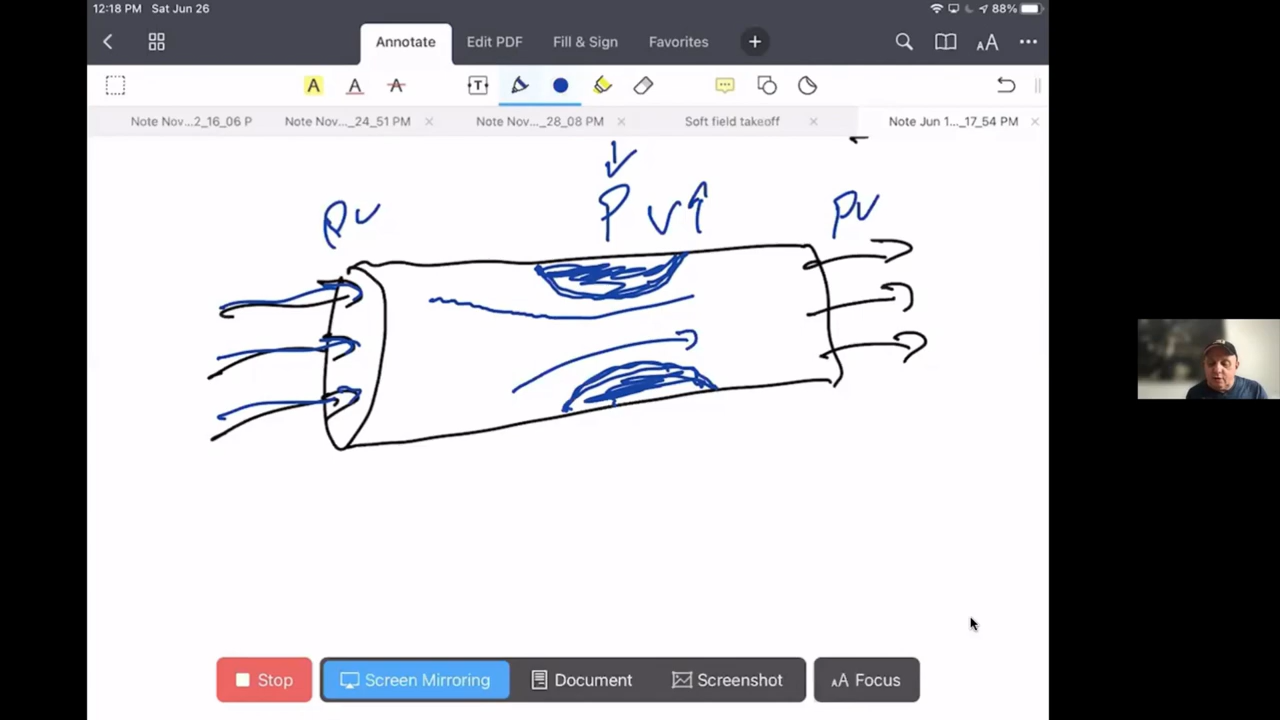 12:18 PM Sat Jun 26 88%
Annotate Edit PDF Fill & Sign Favorites
A A A T AA
Note Nov...2_16_06 P Note Nov..._24_51 PM Note Nov..._28_08 PM Soft field takeoff Note Jun 1..._17_54 PM
PV P V↑ PV
Stop Screen Mirroring Document Screenshot AA Focus